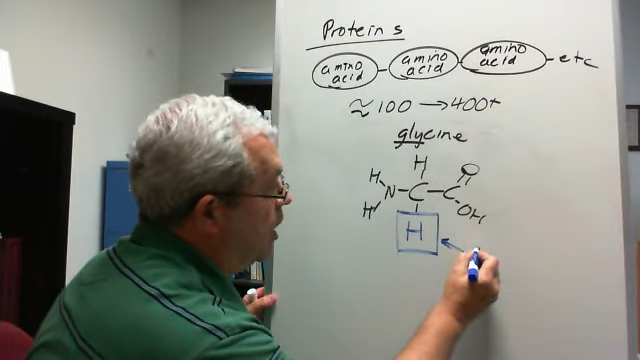 Proteins
amino acid - amino acid - amino acid - etc
≈ 100 → 400+
glycine
H
H O
N - C - C
H OH
H